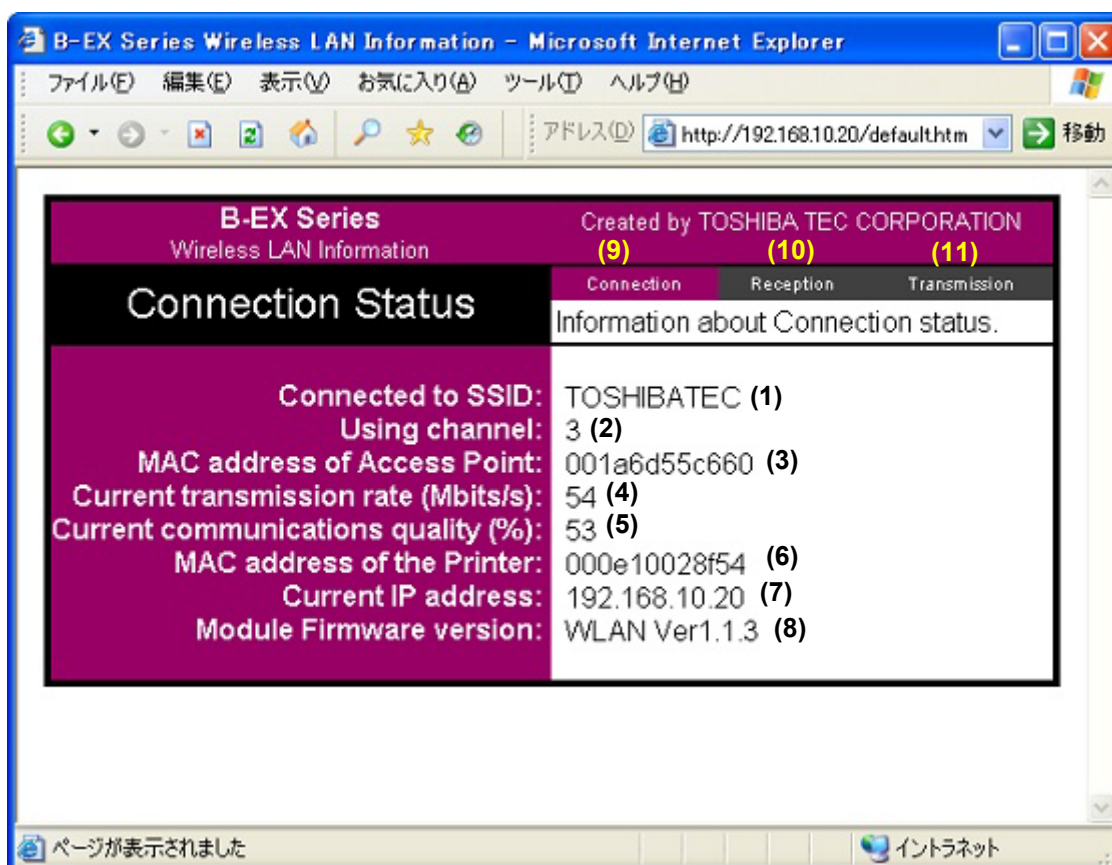 B-EX Series Wireless LAN Information - Microsoft Internet Explorer
ファイル(F) 編集(E) 表示(V) お気に入り(A) ツール(T) ヘルプ(H)
アドレス(D) http://192.168.10.20/default.htm 移動
B-EX Series
Wireless LAN Information
Created by TOSHIBA TEC CORPORATION
(9) (10) (11)
Connection Reception Transmission
Connection Status
Information about Connection status.
Connected to SSID: TOSHIBATEC (1)
Using channel: 3 (2)
MAC address of Access Point: 001a6d55c660 (3)
Current transmission rate (Mbits/s): 54 (4)
Current communications quality (%): 53 (5)
MAC address of the Printer: 000e10028f54 (6)
Current IP address: 192.168.10.20 (7)
Module Firmware version: WLAN Ver1.1.3 (8)
ページが表示されました イントラネット